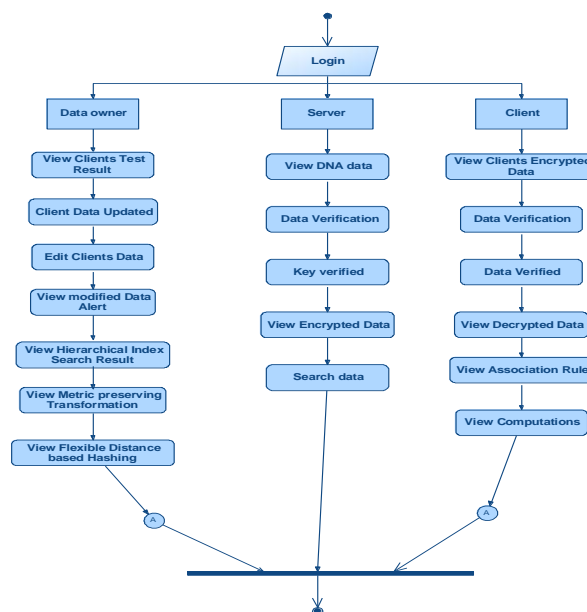 Login
Data owner
Server
Client
View Clients Test
Result
Client Data Updated
Edit Clients Data
View modified Data
Alert
View Hierarchical Index
Search Result
View Metric preserving
Transformation
View Flexible Distance
based Hashing
A
View DNA data
Data Verification
Key verified
View Encrypted Data
Search data
View Clients Encrypted
Data
Data Verification
Data Verified
View Decrypted Data
View Association Rule
View Computations
A